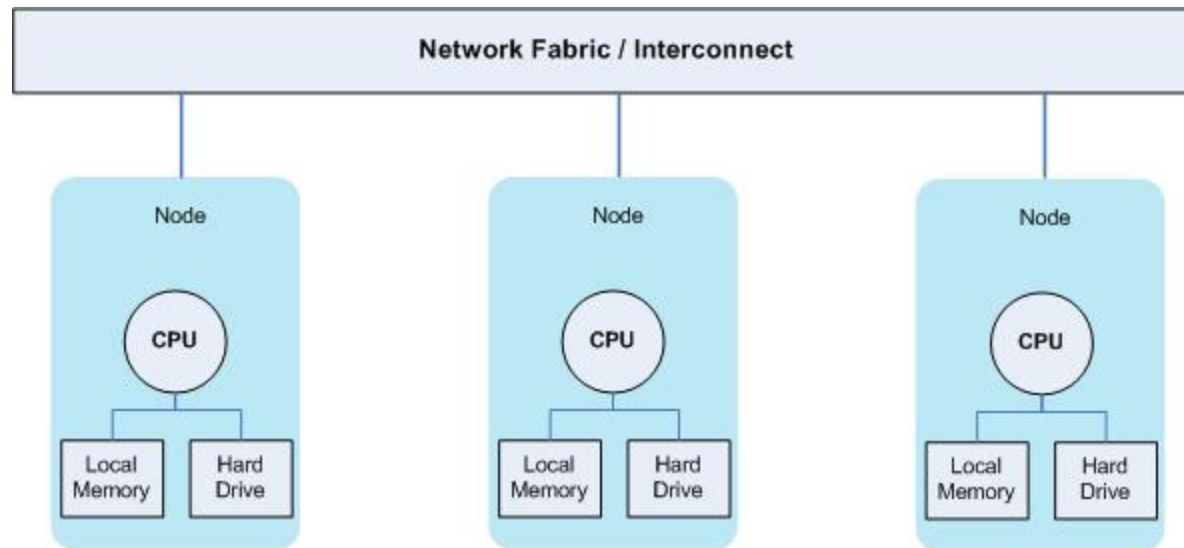 Network Fabric / Interconnect
Node
CPU
Local
Memory
Hard
Drive
Node
CPU
Local
Memory
Hard
Drive
Node
CPU
Local
Memory
Hard
Drive